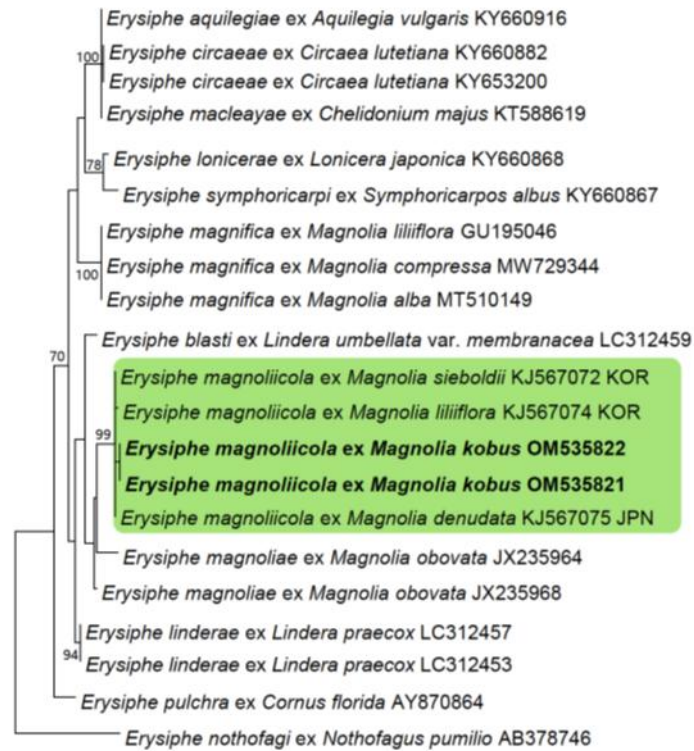 Erysiphe aquilegiae ex Aquilegia vulgaris KY660916
100
Erysiphe circaeae ex Circaea lutetiana KY660882
Erysiphe circaeae ex Circaea lutetiana KY653200
Erysiphe macleayae ex Chelidonium majus KT588619
Erysiphe lonicerae ex Lonicera japonica KY660868
78
Erysiphe symphoricarpi ex Symphoricarpos albus KY660867
Erysiphe magnifica ex Magnolia liliiflora GU195046
Erysiphe magnifica ex Magnolia compressa MW729344
100
Erysiphe magnifica ex Magnolia alba MT510149
Erysiphe blasti ex Lindera umbellata var. membranacea LC312459
70
Erysiphe magnoliicola ex Magnolia sieboldii KJ567072 KOR
Erysiphe magnoliicola ex Magnolia liliiflora KJ567074 KOR
99
Erysiphe magnoliicola ex Magnolia kobus OM535822
Erysiphe magnoliicola ex Magnolia kobus OM535821
Erysiphe magnoliicola ex Magnolia denudata KJ567075 JPN
Erysiphe magnoliae ex Magnolia obovata JX235964
Erysiphe magnoliae ex Magnolia obovata JX235968
Erysiphe linderae ex Lindera praecox LC312457
94
Erysiphe linderae ex Lindera praecox LC312453
Erysiphe pulchra ex Cornus florida AY870864
Erysiphe nothofagi ex Nothofagus pumilio AB378746